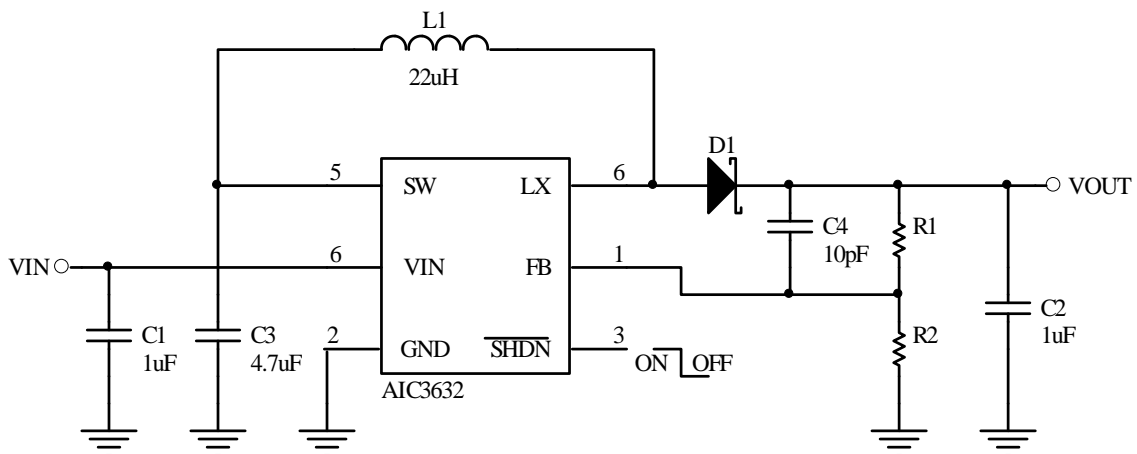 L1
22uH
D1
5
SW
LX
6
VOUT
C4
10pF
R1
VIN
6
VIN
FB
1
C1
1uF
C3
4.7uF
2
GND
SHDN
3
ON
OFF
R2
C2
1uF
AIC3632